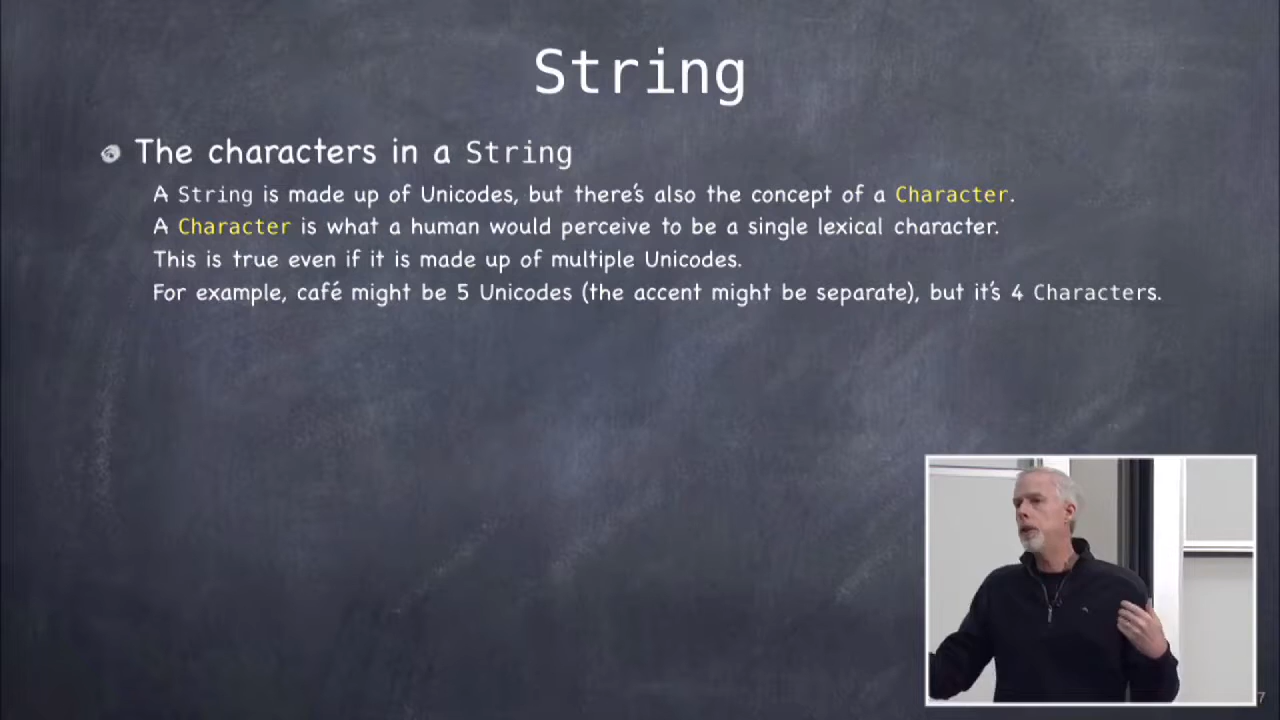 String
The characters in a String
A String is made up of Unicodes, but there's also the concept of a Character.
A Character is what a human would perceive to be a single lexical character.
This is true even if it is made up of multiple Unicodes.
For example, café might be 5 Unicodes (the accent might be separate), but it's 4 Characters.
7